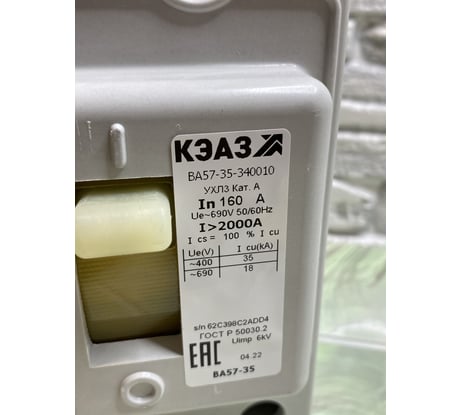 КЭАЗ
ВА57-35-340010
УХЛ3 Кат. А
In 160 A
Ue~690V 50/60Hz
I>2000A
I cs = 100 % I cu
Ue(V) I cu(kA)
~400 35
~690 18
s/n 62C398C2ADD4
ГОСТ Р 50030.2
Uimp 6kV
EAC 04 22
ВА57-35